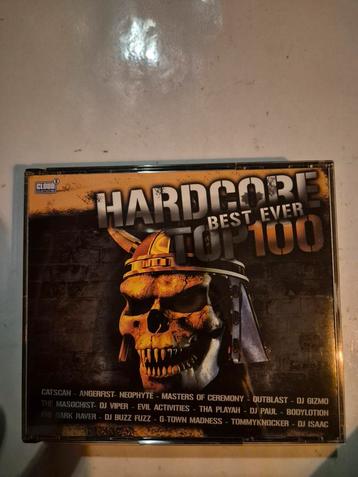 CLOUD 9
HARDCORE
BEST EVER
TOP 100
CATSCAN - ANGERFIST - NEOPHYTE - MASTERS OF CEREMONY - OUTBLAST - DJ GIZMO
THE MASOCHIST - DJ VIPER - EVIL ACTIVITIES - THA PLAYAH - DJ PAUL - BODYLOTION
THE DARK RAVER - DJ BUZZ FUZZ - G-TOWN MADNESS - TOMMYKNOCKER - DJ ISAAC